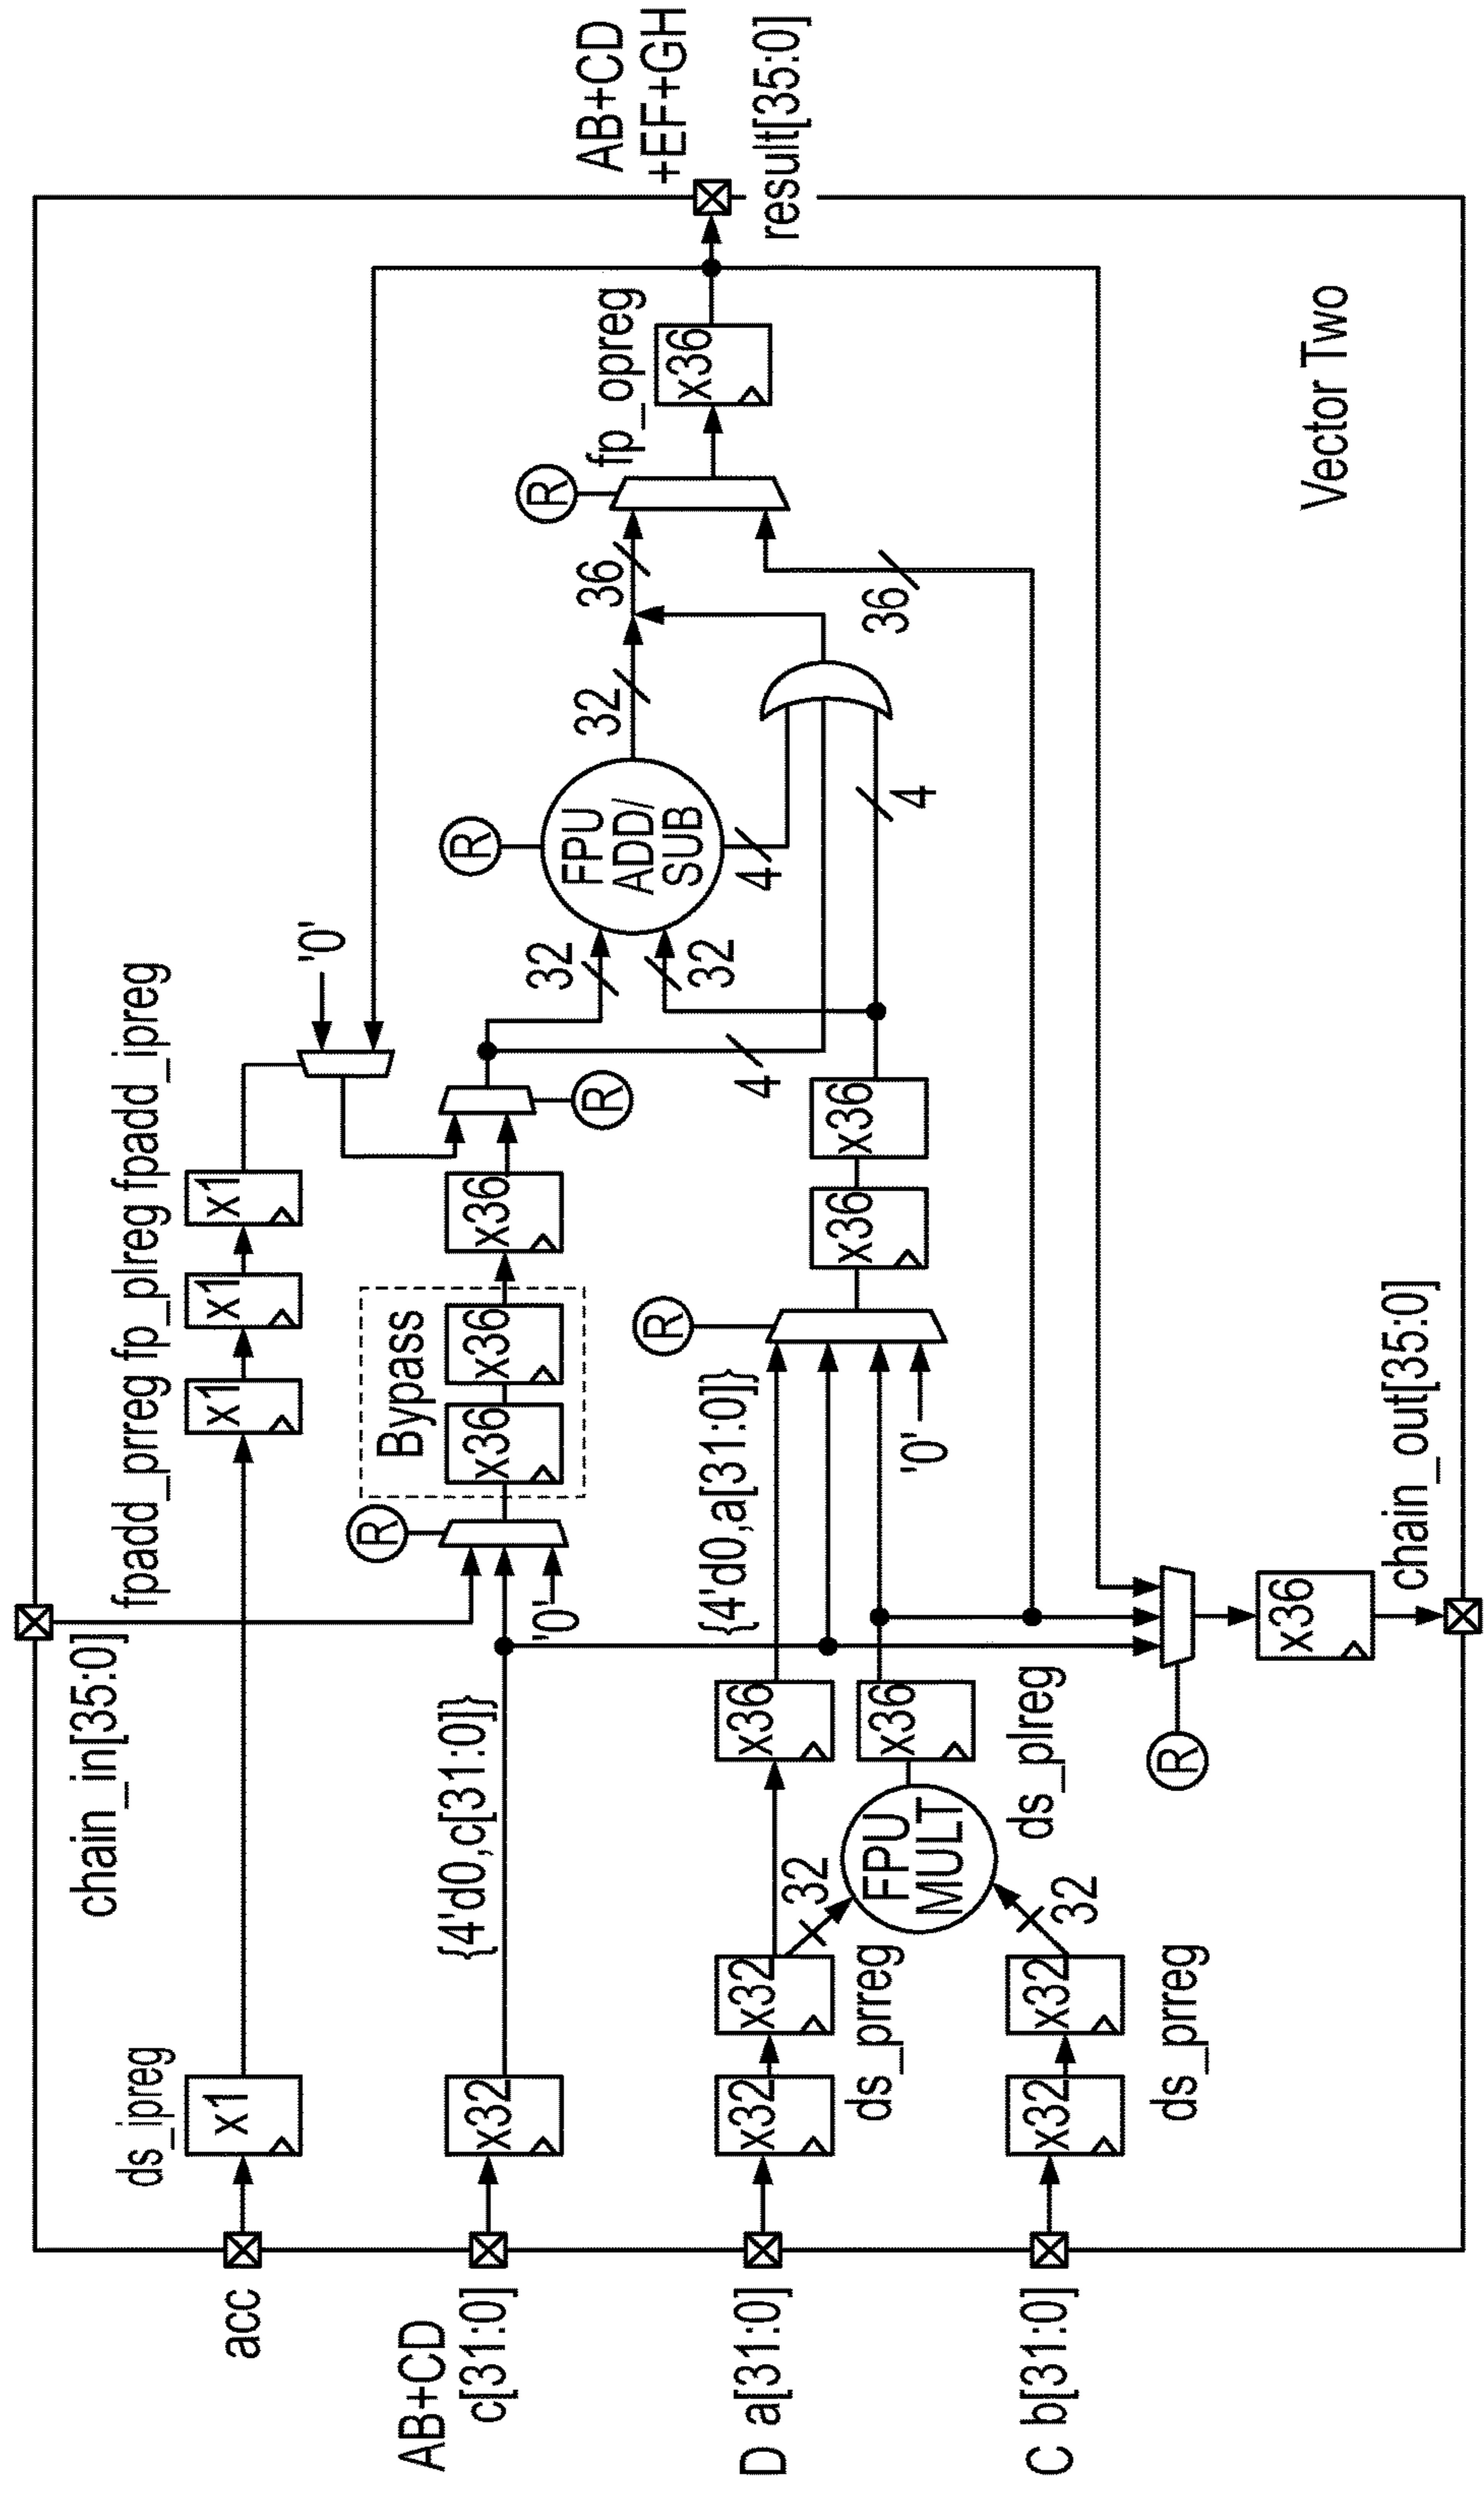 chain_in[35:0]
ds_ipreg
fpadd_prreg
fp_plreg
fpadd_ipreg
acc
x1
x1
x1
x1
'0'
AB+CD
c[31:0]
x32
{4'd0,c[31:0]}
'0'
R
Bypass
x36
x36
x36
R
32
R
FPU
ADD/
SUB
32
32
36
R
fp_opreg
x36
AB+CD
+EF+GH
result[35:0]
4
4
4
36
D a[31:0]
x32
x32
ds_prreg
32
x36
{4'd0,a[31:0]}
R
'0'
x36
x36
FPU
MULT
x36
ds_plreg
C b[31:0]
x32
x32
ds_prreg
32
R
x36
chain_out[35:0]
Vector Two